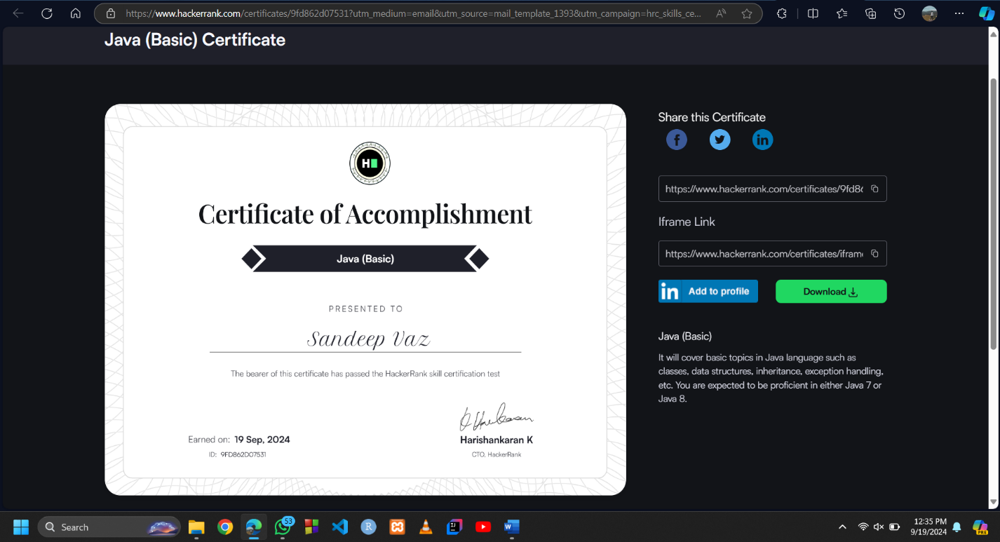 https://www.hackerrank.com/certificates/9fd862d07531?utm_medium=email&utm_source=mail_template_1393&utm_campaign=hrc_skills_ce...
Java (Basic) Certificate
H
Certificate of Accomplishment
Java (Basic)
PRESENTED TO
Sandeep Vaz
The bearer of this certificate has passed the HackerRank skill certification test
Earned on: 19 Sep, 2024
ID: 9FD862D07531
Harishankaran K
CTO, HackerRank
Share this Certificate
f
in
https://www.hackerrank.com/certificates/9fd8
Iframe Link
https://www.hackerrank.com/certificates/ifram
in Add to profile
Download
Java (Basic)
It will cover basic topics in Java language such as
classes, data structures, inheritance, exception handling,
etc. You are expected to be proficient in either Java 7 or
Java 8.
Search
53
R
IJ
W
12:35 PM
9/19/2024
PRE